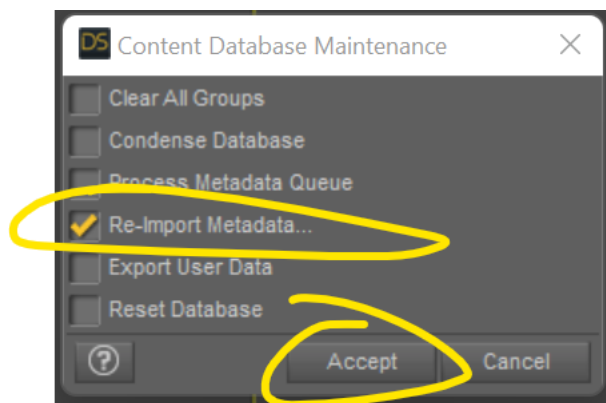 DS Content Database Maintenance
Clear All Groups
Condense Database
Process Metadata Queue
Re-Import Metadata...
Export User Data
Reset Database
? Accept Cancel